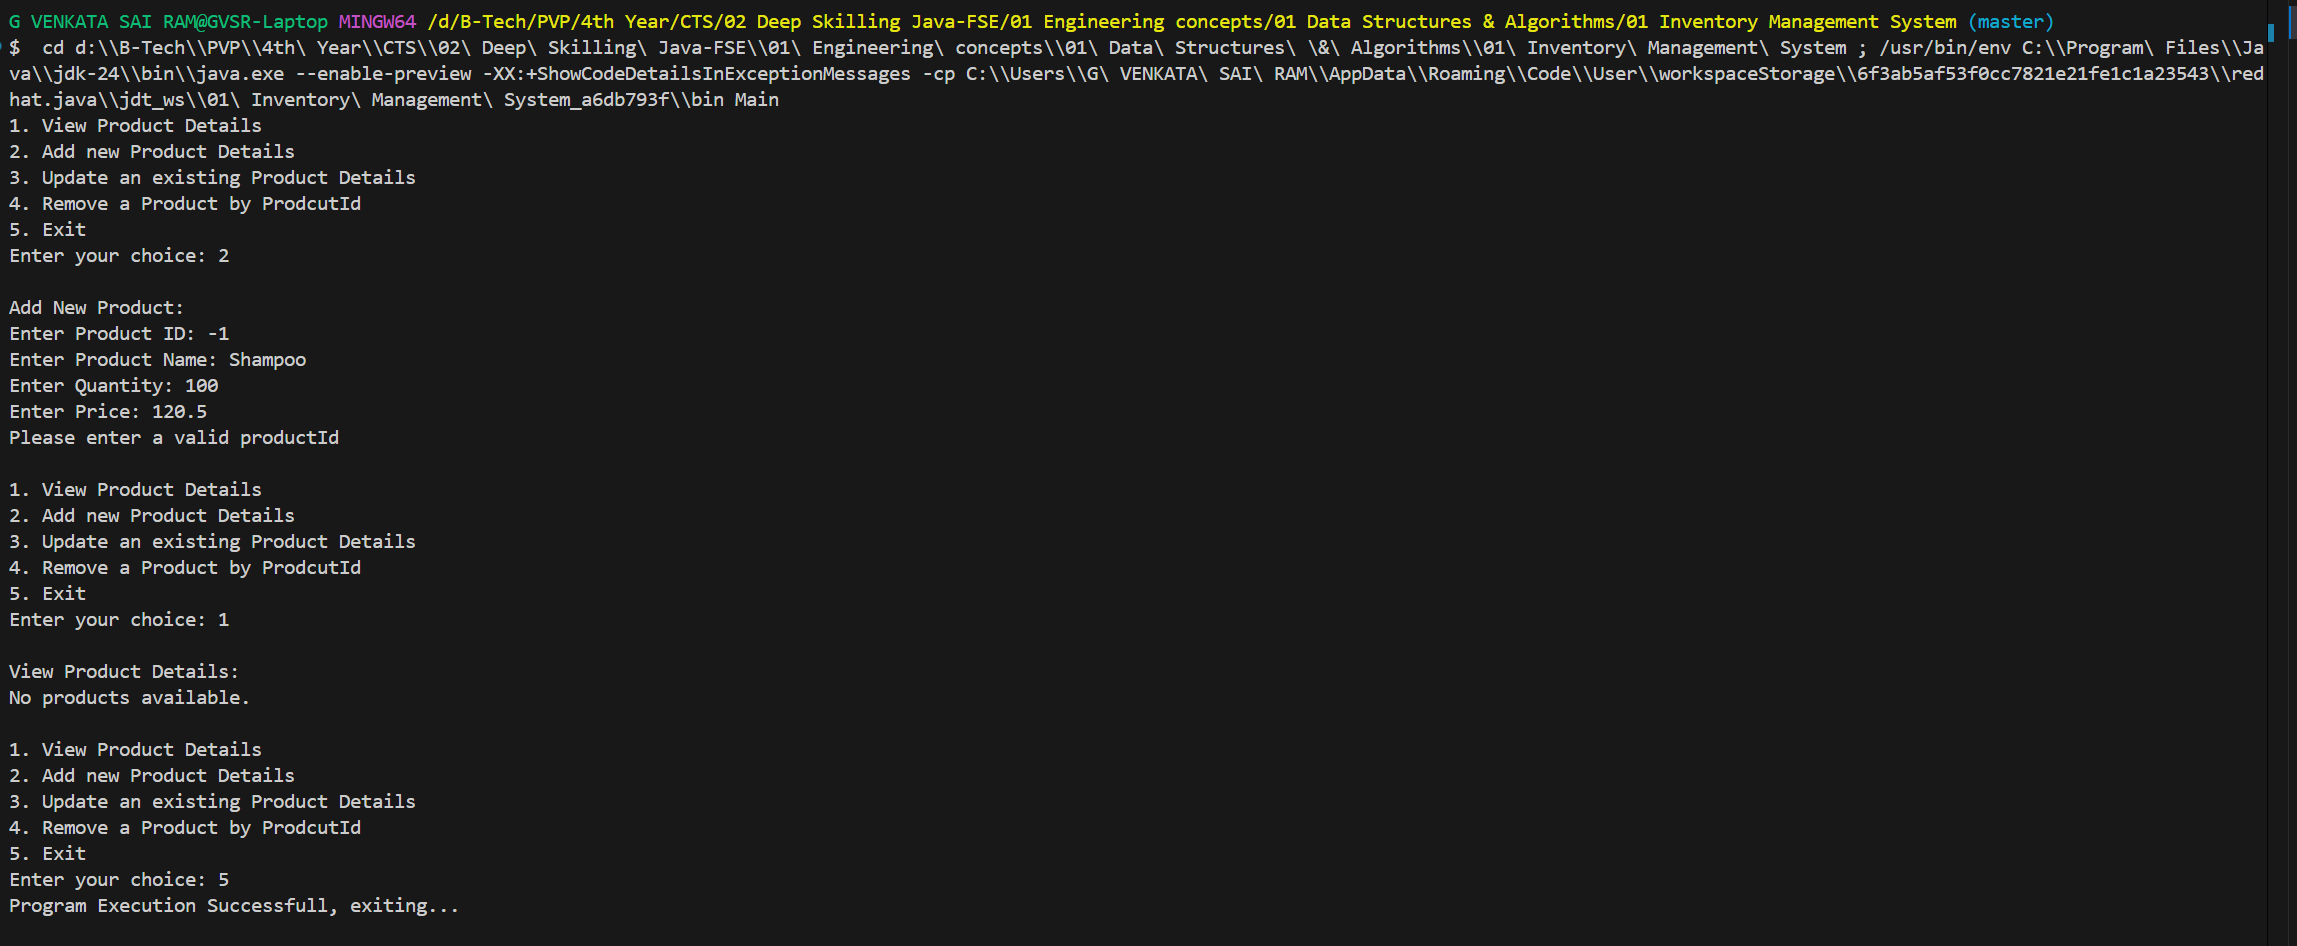 G VENKATA SAI RAM@GVSR-Laptop MINGW64 /d/B-Tech/PVP/4th Year/CTS/02 Deep Skilling Java-FSE/01 Engineering concepts/01 Data Structures & Algorithms/01 Inventory Management System (master)
$  cd d:\\B-Tech\\PVP\\4th\ Year\\CTS\\02\ Deep\ Skilling\ Java-FSE\\01\ Engineering\ concepts\\01\ Data\ Structures\ \&\ Algorithms\\01\ Inventory\ Management\ System ; /usr/bin/env C:\\Program\ Files\\Ja
va\\jdk-24\\bin\\java.exe --enable-preview -XX:+ShowCodeDetailsInExceptionMessages -cp C:\\Users\\G\ VENKATA\ SAI\ RAM\\AppData\\Roaming\\Code\\User\\workspaceStorage\\6f3ab5af53f0cc7821e21fe1c1a23543\\red
hat.java\\jdt_ws\\01\ Inventory\ Management\ System_a6db793f\\bin Main
1. View Product Details
2. Add new Product Details
3. Update an existing Product Details
4. Remove a Product by ProdcutId
5. Exit
Enter your choice: 2
Add New Product:
Enter Product ID: -1
Enter Product Name: Shampoo
Enter Quantity: 100
Enter Price: 120.5
Please enter a valid productId
1. View Product Details
2. Add new Product Details
3. Update an existing Product Details
4. Remove a Product by ProdcutId
5. Exit
Enter your choice: 1
View Product Details:
No products available.
1. View Product Details
2. Add new Product Details
3. Update an existing Product Details
4. Remove a Product by ProdcutId
5. Exit
Enter your choice: 5
Program Execution Successfull, exiting...